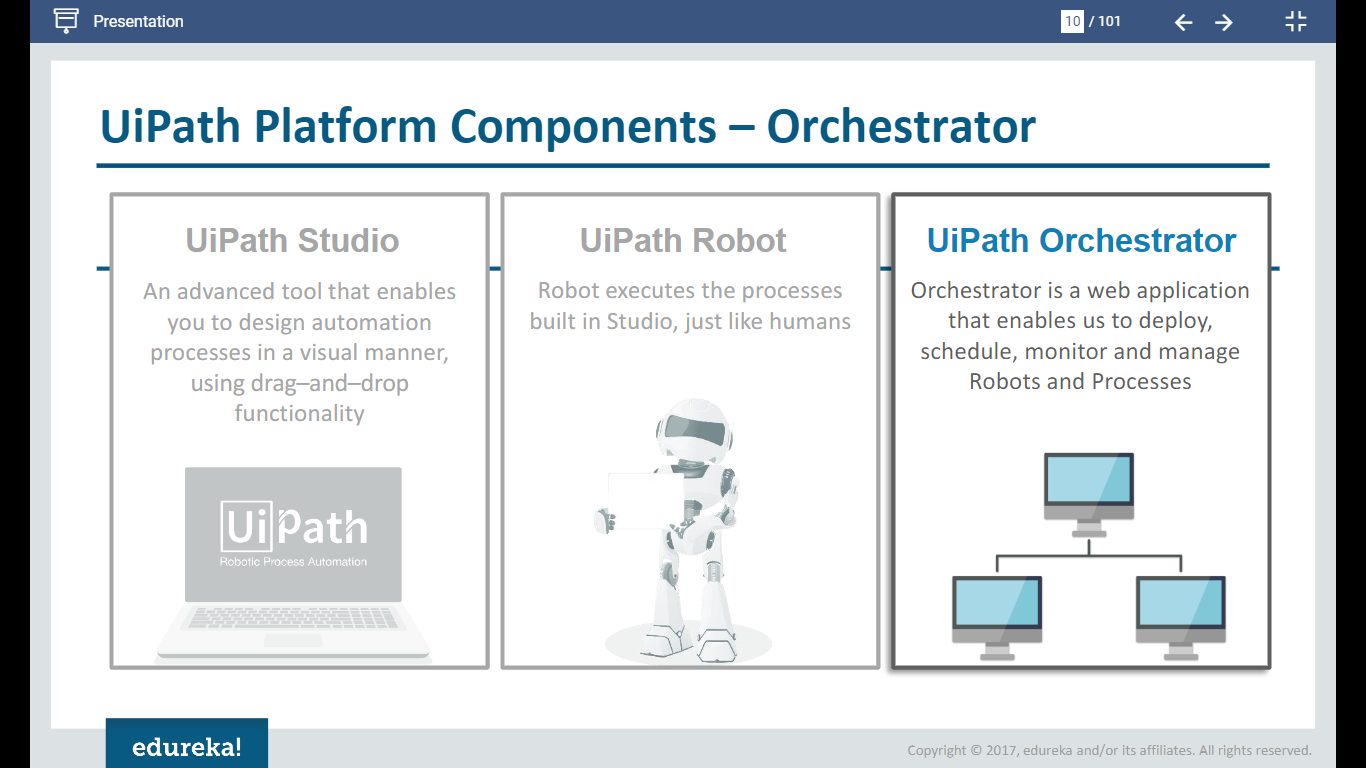 Presentation
10 / 101
UiPath Platform Components – Orchestrator
UiPath Studio
An advanced tool that enables
you to design automation
processes in a visual manner,
using drag–and–drop
functionality
UiPath
Robotic Process Automation
UiPath Robot
Robot executes the processes
built in Studio, just like humans
UiPath Orchestrator
Orchestrator is a web application
that enables us to deploy,
schedule, monitor and manage
Robots and Processes
edureka!
Copyright © 2017, edureka and/or its affiliates. All rights reserved.